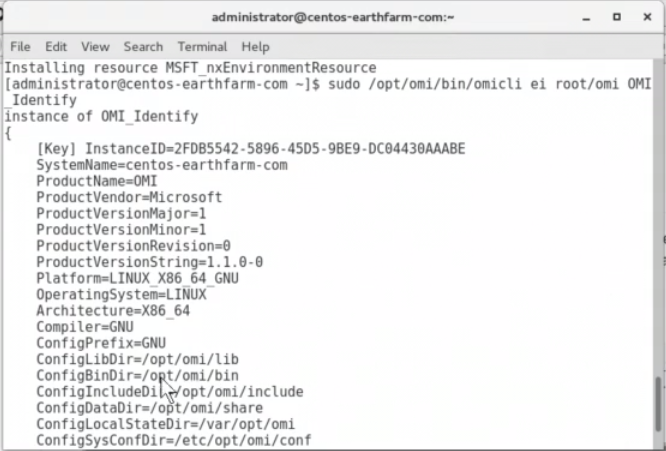 administrator@centos-earthfarm-com:~
File Edit View Search Terminal Help
Installing resource MSFT_nxEnvironmentResource
[administrator@centos-earthfarm-com ~]$ sudo /opt/omi/bin/omicli ei root/omi OMI
_Identify
instance of OMI_Identify
{
    [Key] InstanceID=2FDB5542-5896-45D5-9BE9-DC04430AAABE
    SystemName=centos-earthfarm-com
    ProductName=OMI
    ProductVendor=Microsoft
    ProductVersionMajor=1
    ProductVersionMinor=1
    ProductVersionRevision=0
    ProductVersionString=1.1.0-0
    Platform=LINUX_X86_64_GNU
    OperatingSystem=LINUX
    Architecture=X86_64
    Compiler=GNU
    ConfigPrefix=GNU
    ConfigLibDir=/opt/omi/lib
    ConfigBinDir=/opt/omi/bin
    ConfigIncludeDir=/opt/omi/include
    ConfigDataDir=/opt/omi/share
    ConfigLocalStateDir=/var/opt/omi
    ConfigSysConfDir=/etc/opt/omi/conf